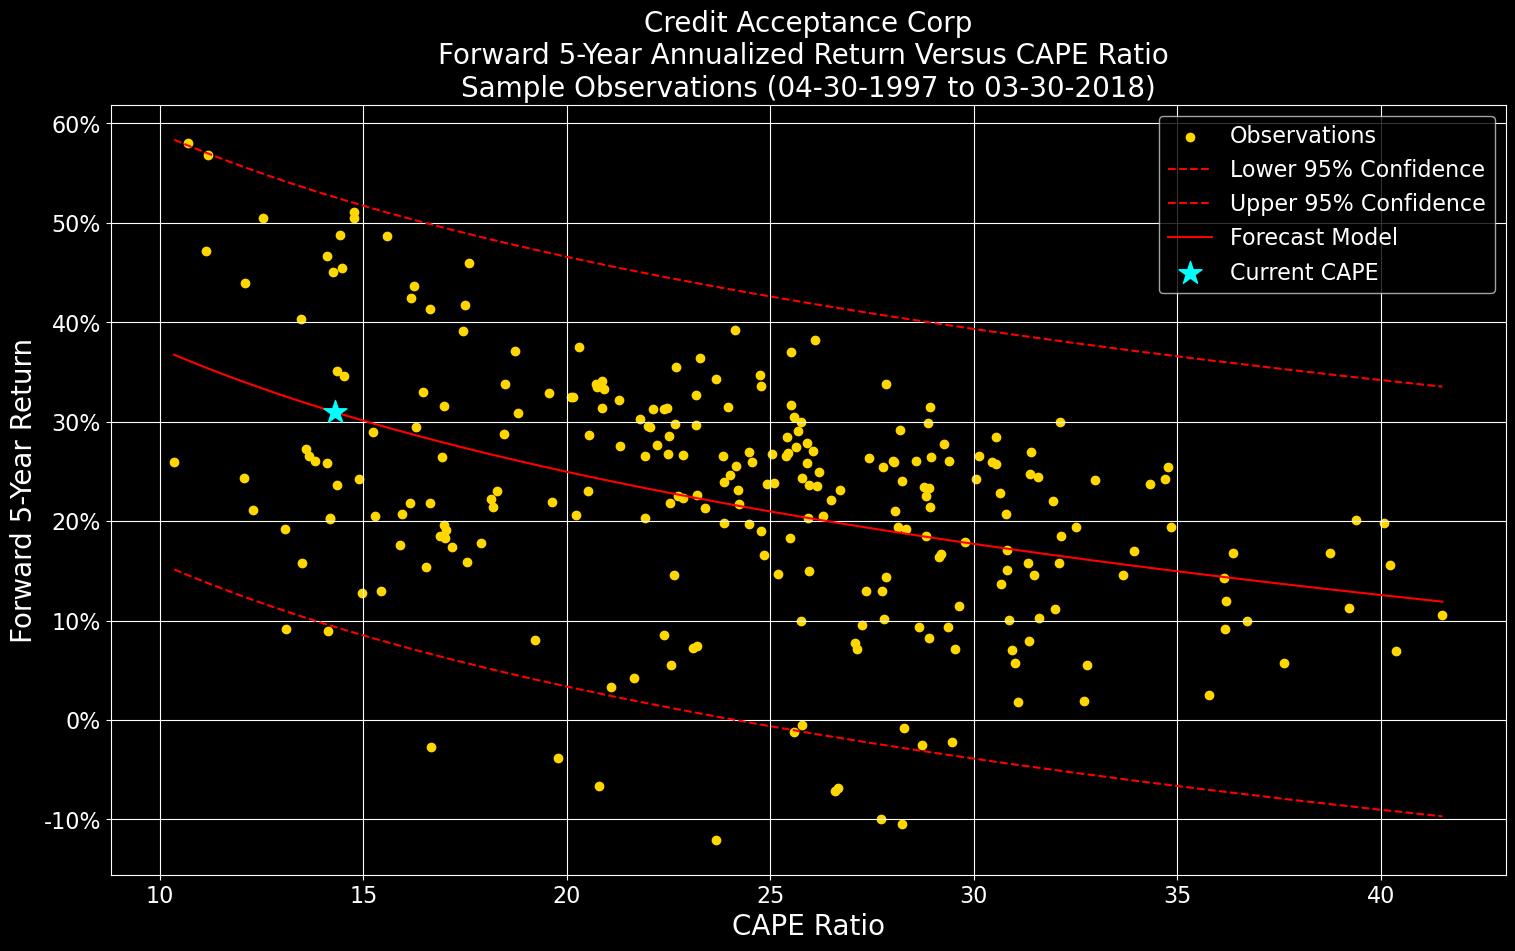 Credit Acceptance Corp
Forward 5-Year Annualized Return Versus CAPE Ratio
Sample Observations (04-30-1997 to 03-30-2018)
Observations
Lower 95% Confidence
Upper 95% Confidence
Forecast Model
Current CAPE
Forward 5-Year Return
60%
50%
40%
30%
20%
10%
0%
-10%
10 15 20 25 30 35 40
CAPE Ratio